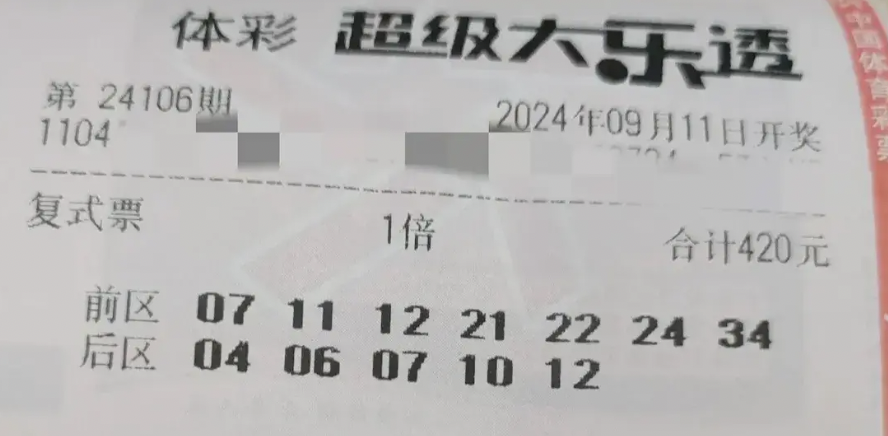 体彩 超级大乐透
第 24106期 2024年09月11日开奖
1104
复式票 1倍 合计420元
前区 07 11 12 21 22 24 34
后区 04 06 07 10 12
中国体育彩票